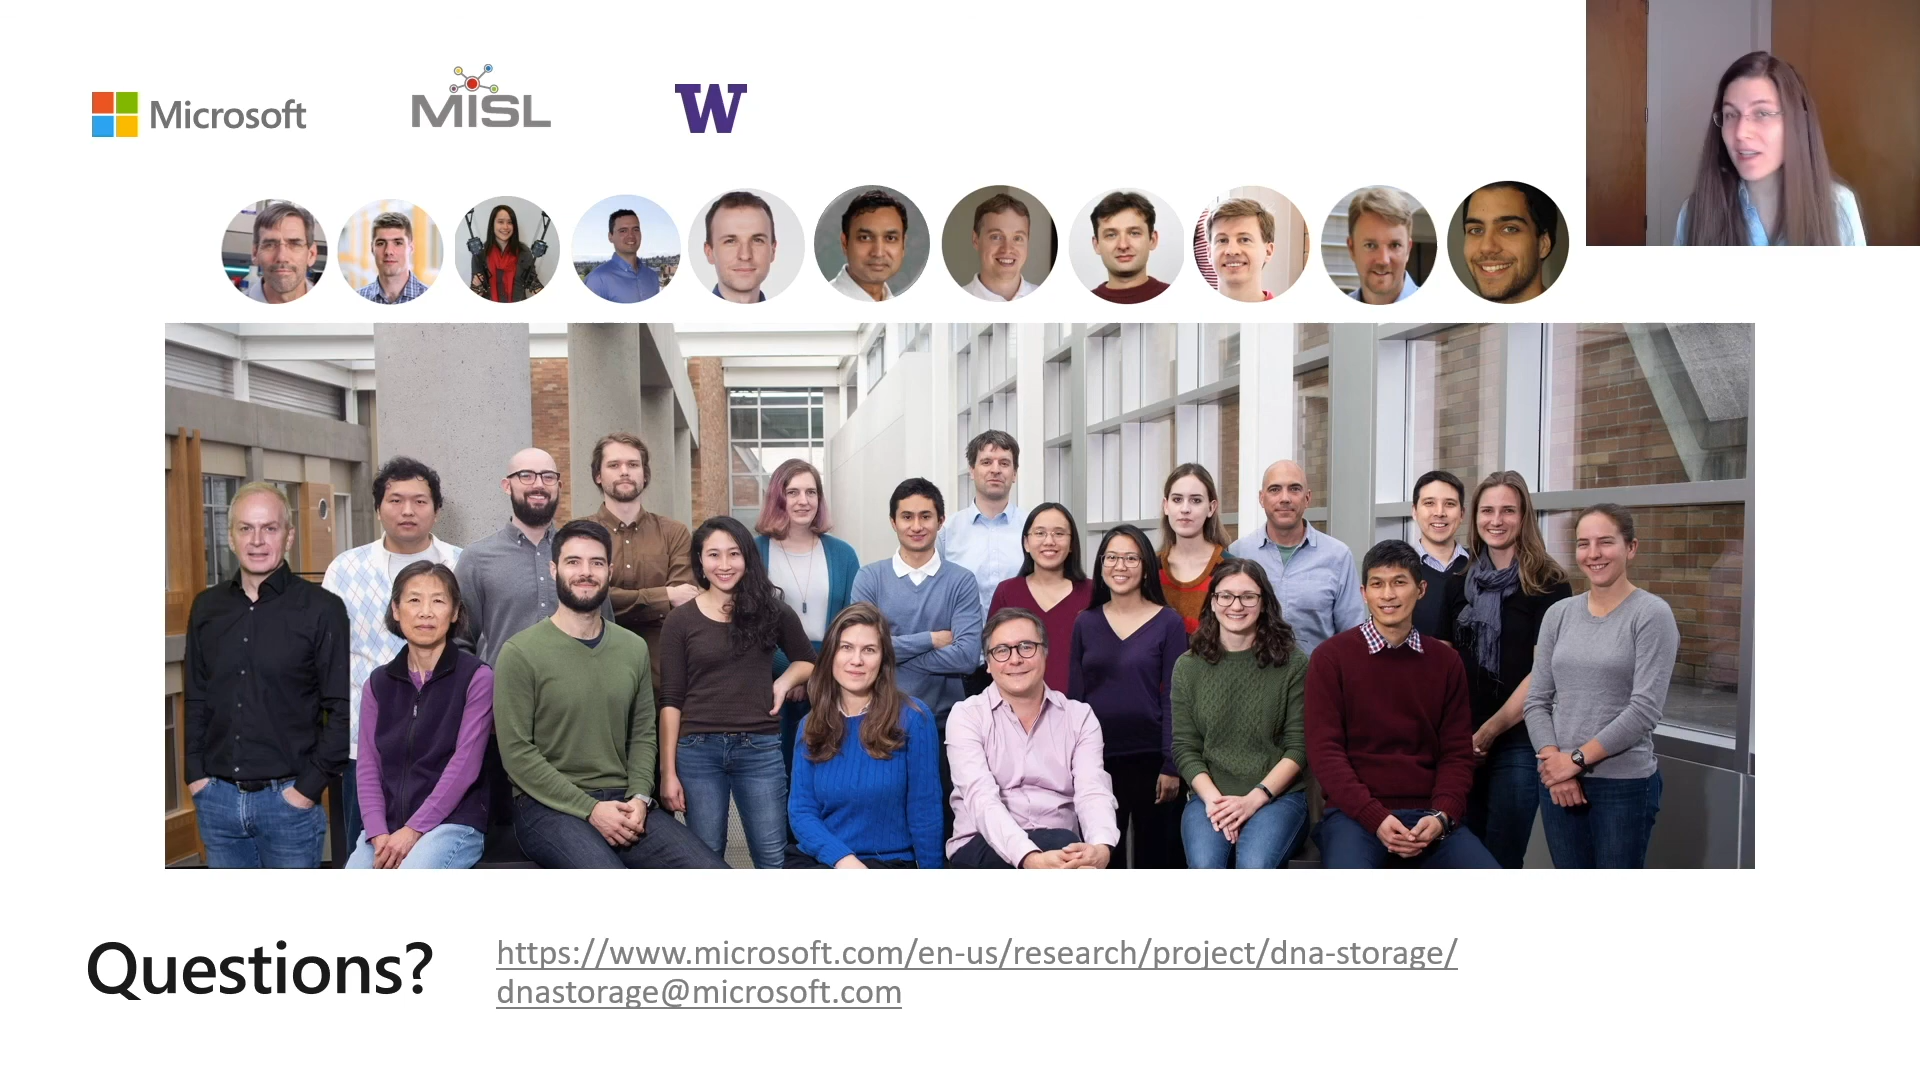 Microsoft
MISL
W
Questions?
https://www.microsoft.com/en-us/research/project/dna-storage/
dnastorage@microsoft.com